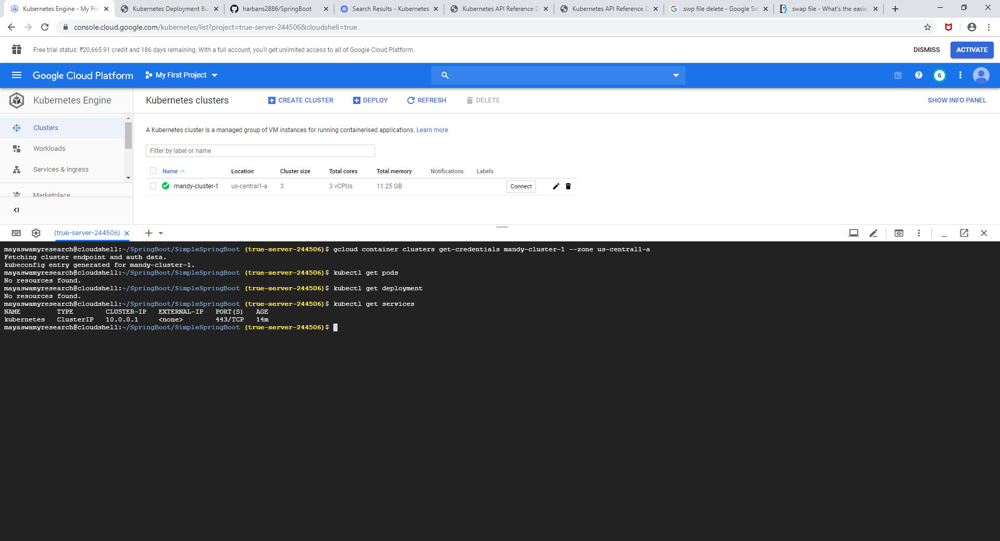 Kubernetes Engine - My Firs
Kubernetes Deployment Bu
harbans2886/SpringBoot
Search Results - Kubernetes
Kubernetes API Reference D
Kubernetes API Reference D
.swp file delete - Google Sea
swap file - What's the easies
console.cloud.google.com/kubernetes/list?project=true-server-244506&cloudshell=true
Free trial status: ₹20,665.91 credit and 186 days remaining. With a full account, you'll get unlimited access to all of Google Cloud Platform.
DISMISS
ACTIVATE
Google Cloud Platform
My First Project
6
Kubernetes Engine
Kubernetes clusters
CREATE CLUSTER
DEPLOY
REFRESH
DELETE
SHOW INFO PANEL
Clusters
Workloads
Services & Ingress
Marketplace
A Kubernetes cluster is a managed group of VM instances for running containerised applications. Learn more
Filter by label or name
Name Location Cluster size Total cores Total memory Notifications Labels
mandy-cluster-1 us-central1-a 3 3 vCPUs 11.25 GB Connect
(true-server-244506)
mayaswamyresearch@cloudshell:~/SpringBoot/SimpleSpringBoot (true-server-244506)$ gcloud container clusters get-credentials mandy-cluster-1 --zone us-central1-a
Fetching cluster endpoint and auth data.
kubeconfig entry generated for mandy-cluster-1.
mayaswamyresearch@cloudshell:~/SpringBoot/SimpleSpringBoot (true-server-244506)$ kubectl get pods
No resources found.
mayaswamyresearch@cloudshell:~/SpringBoot/SimpleSpringBoot (true-server-244506)$ kubectl get deployment
No resources found.
mayaswamyresearch@cloudshell:~/SpringBoot/SimpleSpringBoot (true-server-244506)$ kubectl get services
NAME TYPE CLUSTER-IP EXTERNAL-IP PORT(S) AGE
kubernetes ClusterIP 10.0.0.1 <none> 443/TCP 14m
mayaswamyresearch@cloudshell:~/SpringBoot/SimpleSpringBoot (true-server-244506)$